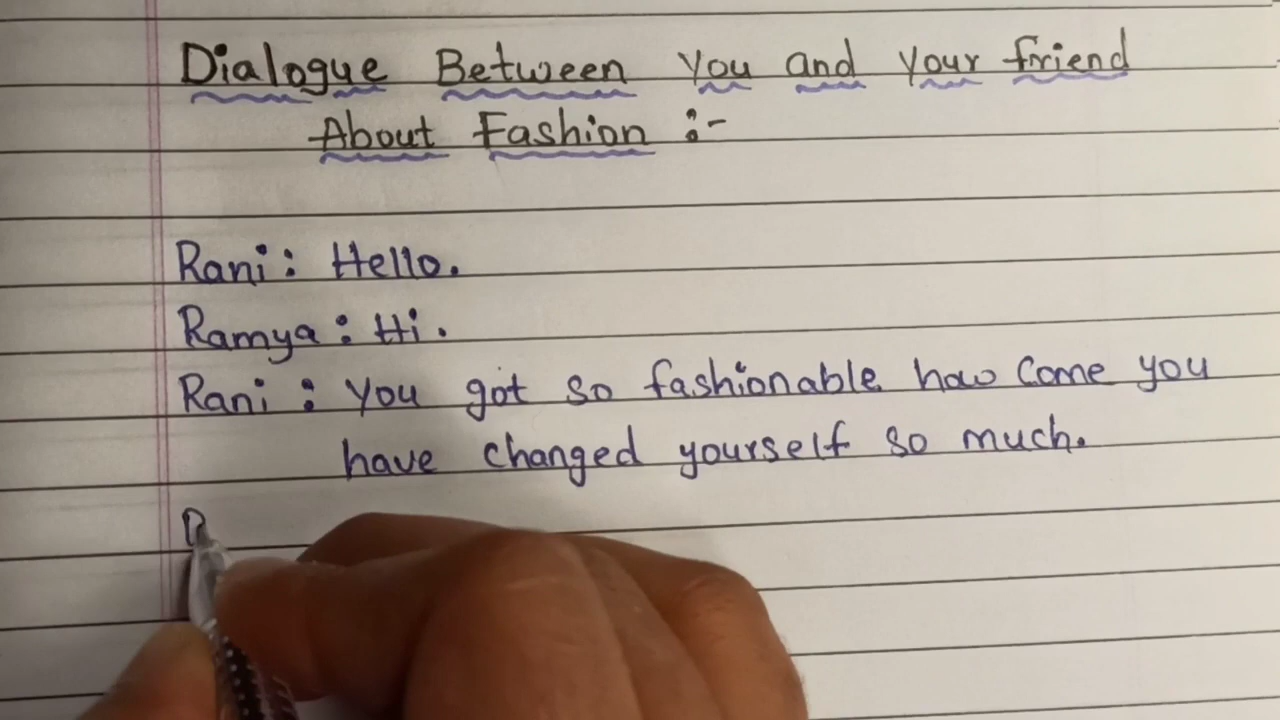 Dialogue Between You and Your friend
About Fashion :-
Rani : Hello.
Ramya : Hi.
Rani : You got so fashionable how Come you
have changed yourself so much.